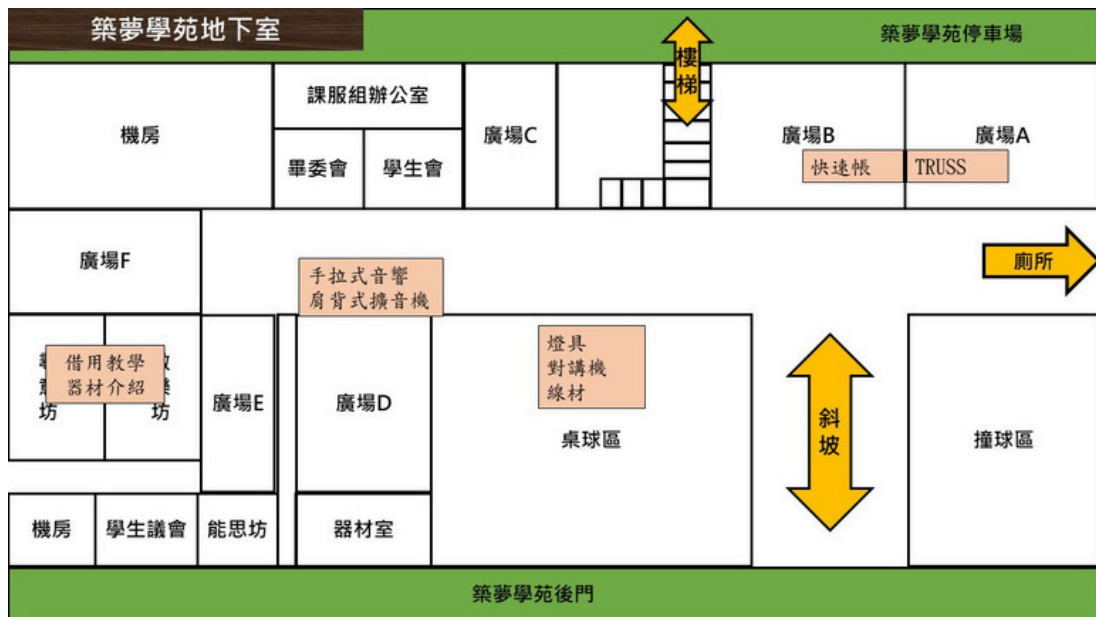 築夢學苑地下室
築夢學苑停車場
樓梯
機房
課服組辦公室
畢委會
學生會
廣場C
廣場B
廣場A
快速帳
TRUSS
廣場F
廁所
手拉式音響
肩背式擴音機
借用教學
器材介紹
坊
坊
廣場E
廣場D
燈具
對講機
線材
桌球區
斜坡
撞球區
機房
學生議會
能思坊
器材室
築夢學苑後門